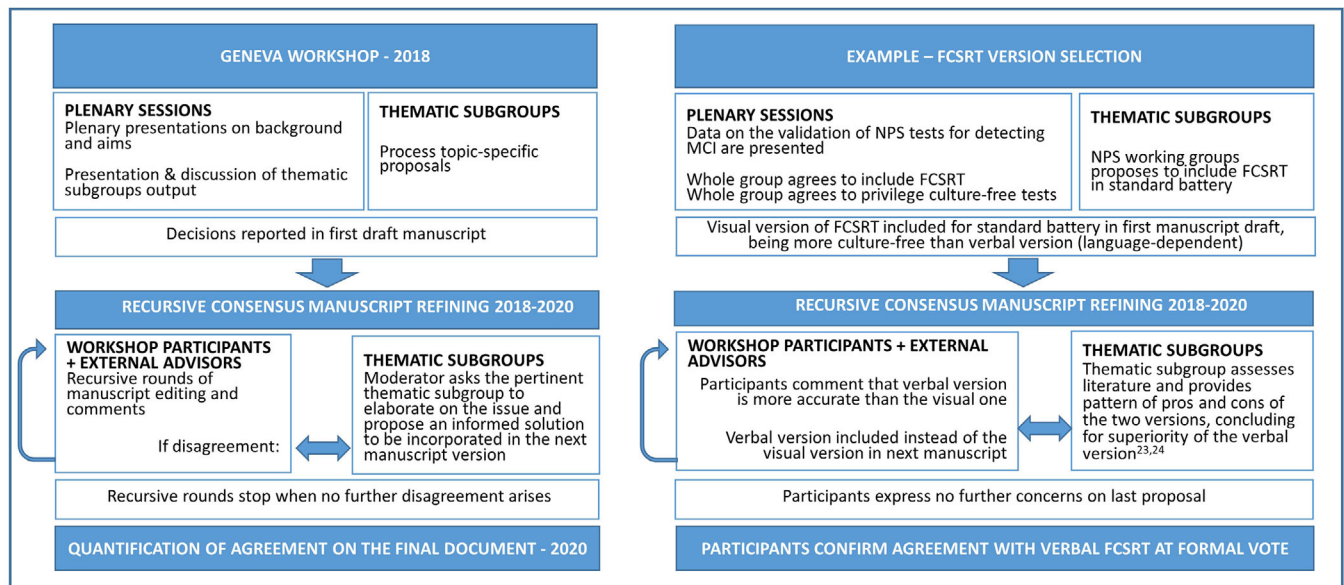 GENEVA WORKSHOP - 2018
PLENARY SESSIONS
Plenary presentations on background
and aims
Presentation & discussion of thematic
subgroups output
THEMATIC SUBGROUPS
Process topic-specific
proposals
Decisions reported in first draft manuscript
RECURSIVE CONSENSUS MANUSCRIPT REFINING 2018-2020
WORKSHOP PARTICIPANTS
+ EXTERNAL ADVISORS
Recursive rounds of
manuscript editing and
comments
If disagreement:
THEMATIC SUBGROUPS
Moderator asks the pertinent
thematic subgroup to
elaborate on the issue and
propose an informed solution
to be incorporated in the next
manuscript version
Recursive rounds stop when no further disagreement arises
QUANTIFICATION OF AGREEMENT ON THE FINAL DOCUMENT - 2020
EXAMPLE – FCSRT VERSION SELECTION
PLENARY SESSIONS
Data on the validation of NPS tests for detecting
MCI are presented
Whole group agrees to include FCSRT
Whole group agrees to privilege culture-free tests
THEMATIC SUBGROUPS
NPS working groups
proposes to include FCSRT
in standard battery
Visual version of FCSRT included for standard battery in first manuscript draft,
being more culture-free than verbal version (language-dependent)
RECURSIVE CONSENSUS MANUSCRIPT REFINING 2018-2020
WORKSHOP PARTICIPANTS + EXTERNAL
ADVISORS
Participants comment that verbal version
is more accurate than the visual one
Verbal version included instead of the
visual version in next manuscript
THEMATIC SUBGROUPS
Thematic subgroup assesses
literature and provides
pattern of pros and cons of
the two versions, concluding
for superiority of the verbal
version23,24
Participants express no further concerns on last proposal
PARTICIPANTS CONFIRM AGREEMENT WITH VERBAL FCSRT AT FORMAL VOTE